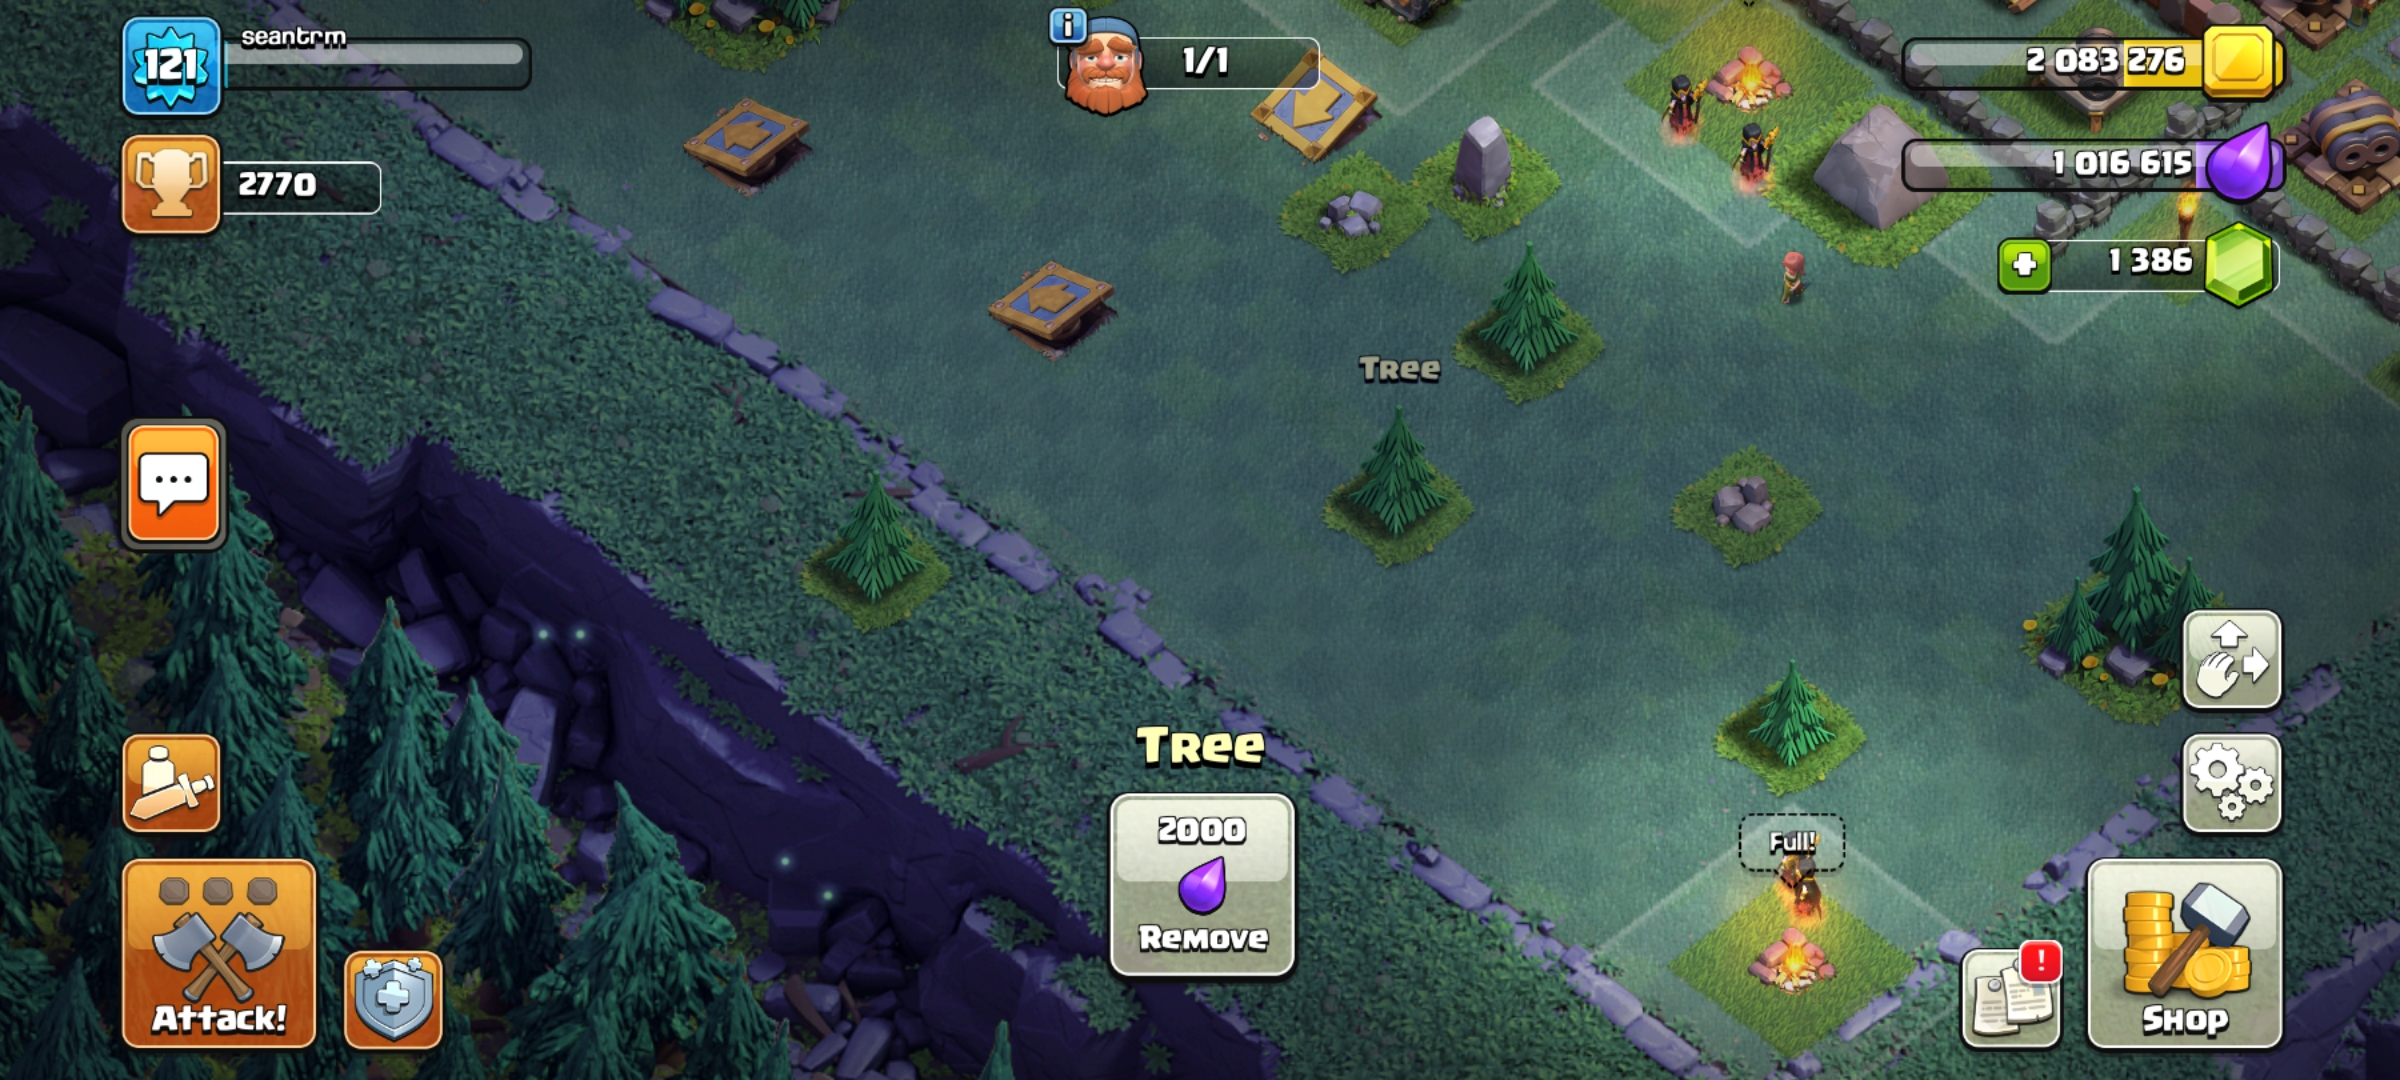 121
seantrm
1/1
2 083 276
1 016 615
2770
1 386
Tree
Tree
2000
Remove
Full!
!
Attack!
Shop